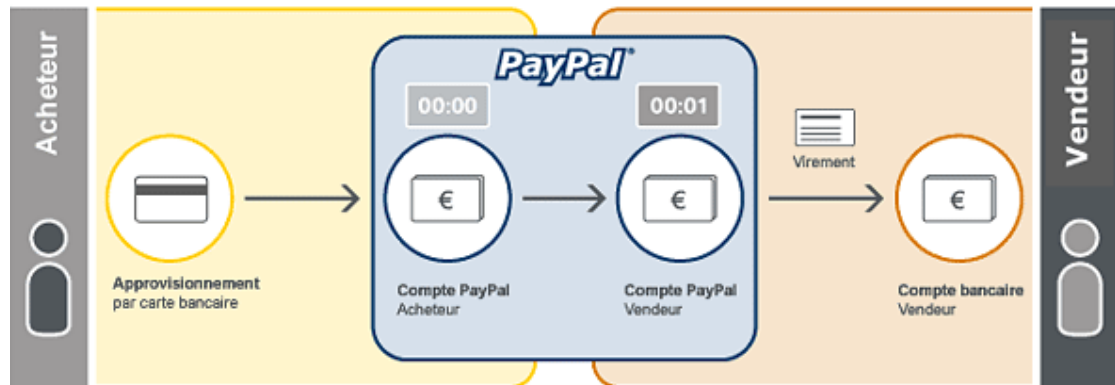 Acheteur
PayPal®
00:00
00:01
Virement
€
€
€
Approvisionnement
par carte bancaire
Compte PayPal
Acheteur
Compte PayPal
Vendeur
Compte bancaire
Vendeur
Vendeur